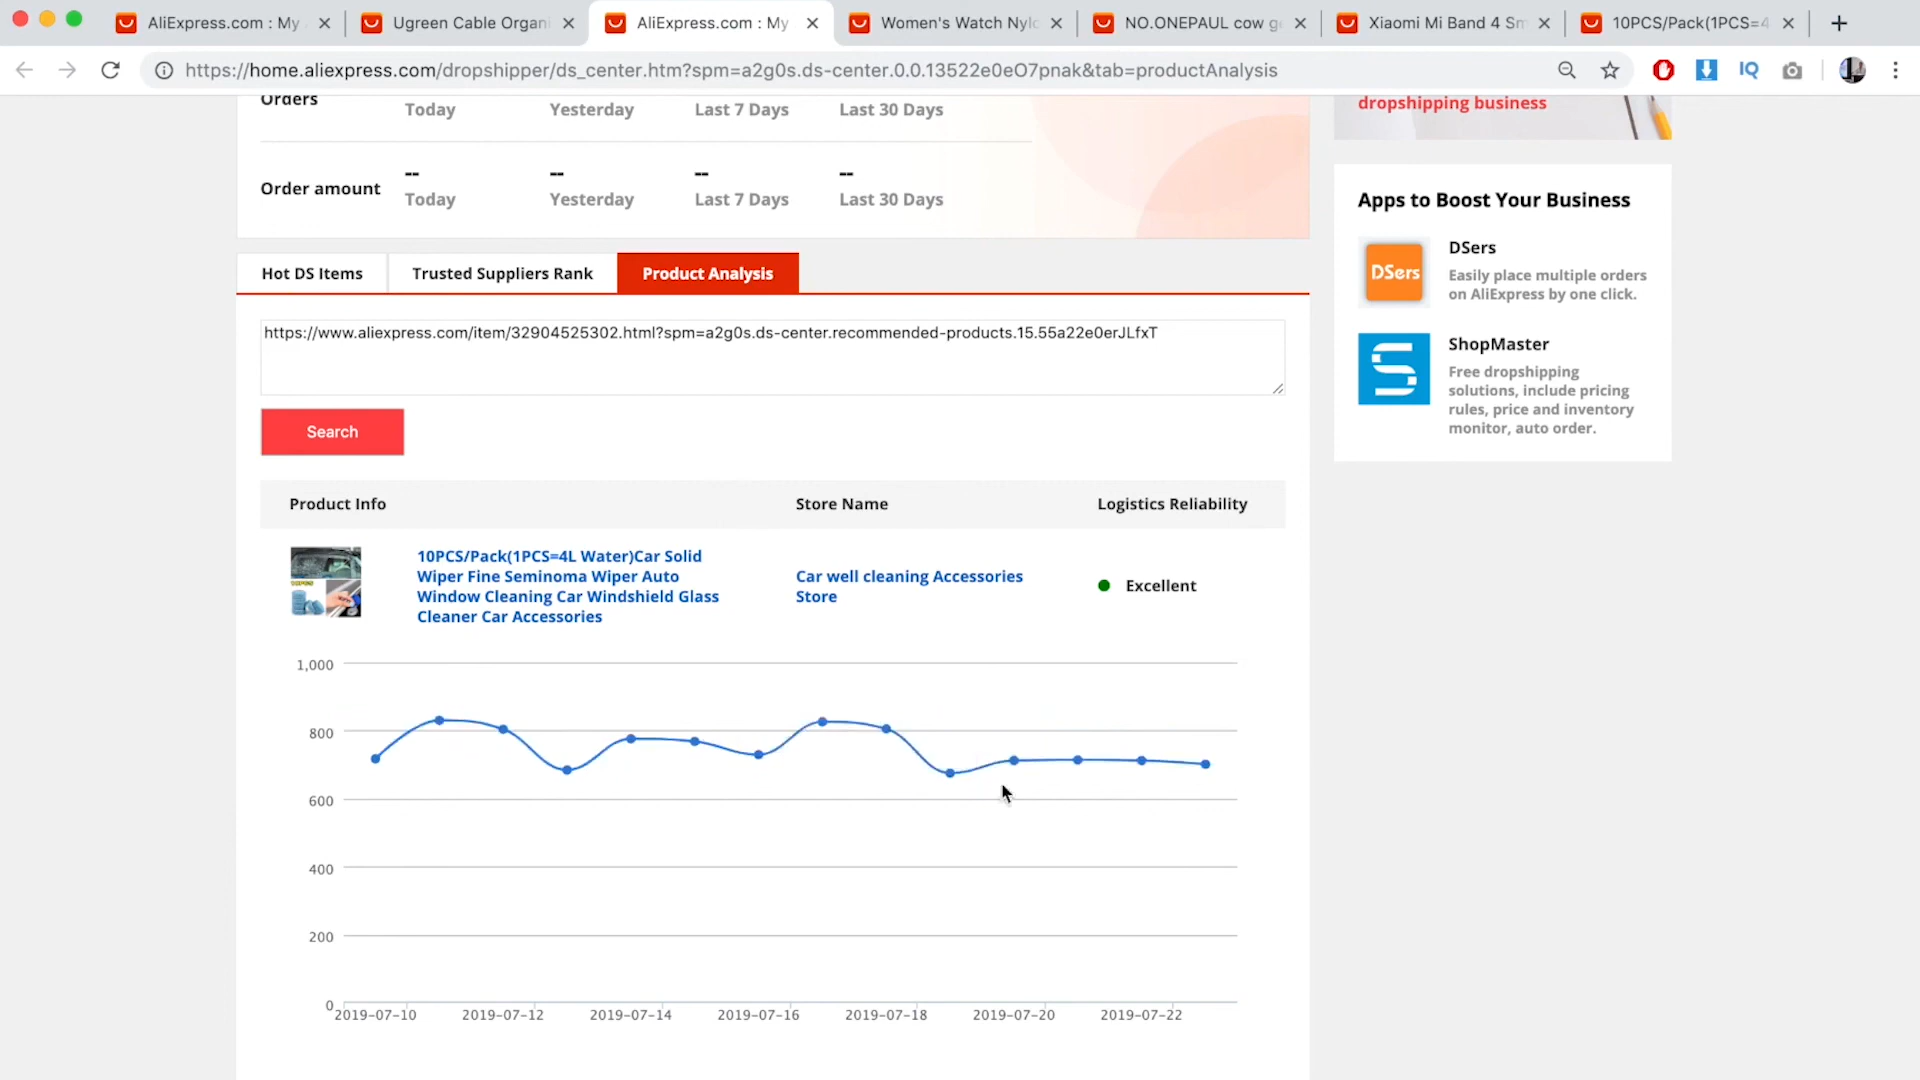 AliExpress.com : My
Ugreen Cable Organi
AliExpress.com : My
Women's Watch Nylo
NO.ONEPAUL cow ge
Xiaomi Mi Band 4 Sm
10PCS/Pack(1PCS=4
https://home.aliexpress.com/dropshipper/ds_center.htm?spm=a2g0s.ds-center.0.0.13522e0eO7pnak&tab=productAnalysis
IQ
Orders
Today
Yesterday
Last 7 Days
Last 30 Days
Order amount
--
--
--
--
Today
Yesterday
Last 7 Days
Last 30 Days
dropshipping business
Apps to Boost Your Business
DSers
DSers
Easily place multiple orders
on AliExpress by one click.
ShopMaster
Free dropshipping
solutions, include pricing
rules, price and inventory
monitor, auto order.
Hot DS Items
Trusted Suppliers Rank
Product Analysis
https://www.aliexpress.com/item/32904525302.html?spm=a2g0s.ds-center.recommended-products.15.55a22e0erJLfxT
Search
Product Info
Store Name
Logistics Reliability
10PCS/Pack(1PCS=4L Water)Car Solid
Wiper Fine Seminoma Wiper Auto
Window Cleaning Car Windshield Glass
Cleaner Car Accessories
Car well cleaning Accessories
Store
Excellent
1,000
800
600
400
200
0
2019-07-10
2019-07-12
2019-07-14
2019-07-16
2019-07-18
2019-07-20
2019-07-22